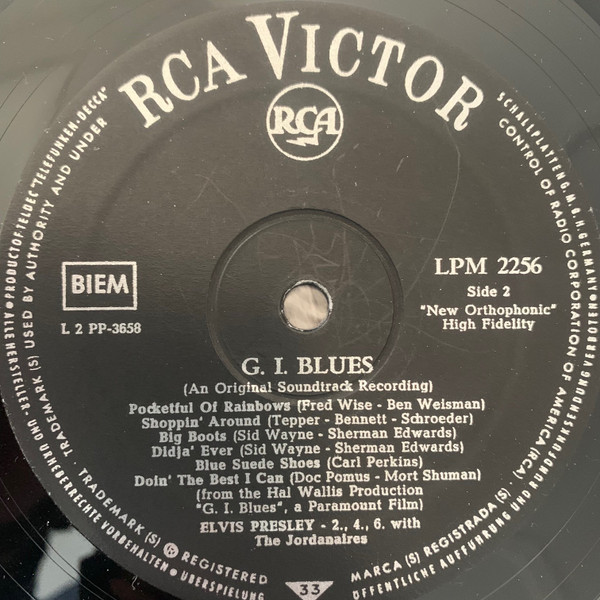 RCA VICTOR
RCA
PRODUCT OF TELDEC "TELEFUNKEN-DECCA"
SCHALLPLATTEN G.M.B.H. GERMANY
USED BY AUTHORITY AND UNDER
CONTROL OF RADIO CORPORATION OF AMERICA (RCA)
BIEM
L 2 PP-3658
LPM 2256
Side 2
"New Orthophonic"
High Fidelity
G. I. BLUES
(An Original Soundtrack Recording)
Pocketful Of Rainbows (Fred Wise - Ben Weisman)
Shoppin' Around (Tepper - Bennett - Schroeder)
Big Boots (Sid Wayne - Sherman Edwards)
Didja' Ever (Sid Wayne - Sherman Edwards)
Blue Suede Shoes (Carl Perkins)
Doin' The Best I Can (Doc Pomus - Mort Shuman)
(from the Hal Wallis Production
"G. I. Blues", a Paramount Film)
ELVIS PRESLEY - 2., 4., 6. with
The Jordanaires
TRADEMARK (S) · TRADEMARK (S) ® REGISTERED
MARCA (S) REGISTRADA (S) ·
ALLE HERSTELLER- UND URHEBERRECHTE VORBEHALTEN • ÜBERSPIELUNG
33
ÖFFENTLICHE AUFFÜHRUNG UND RUNDFUNKSENDUNG VERBOTEN